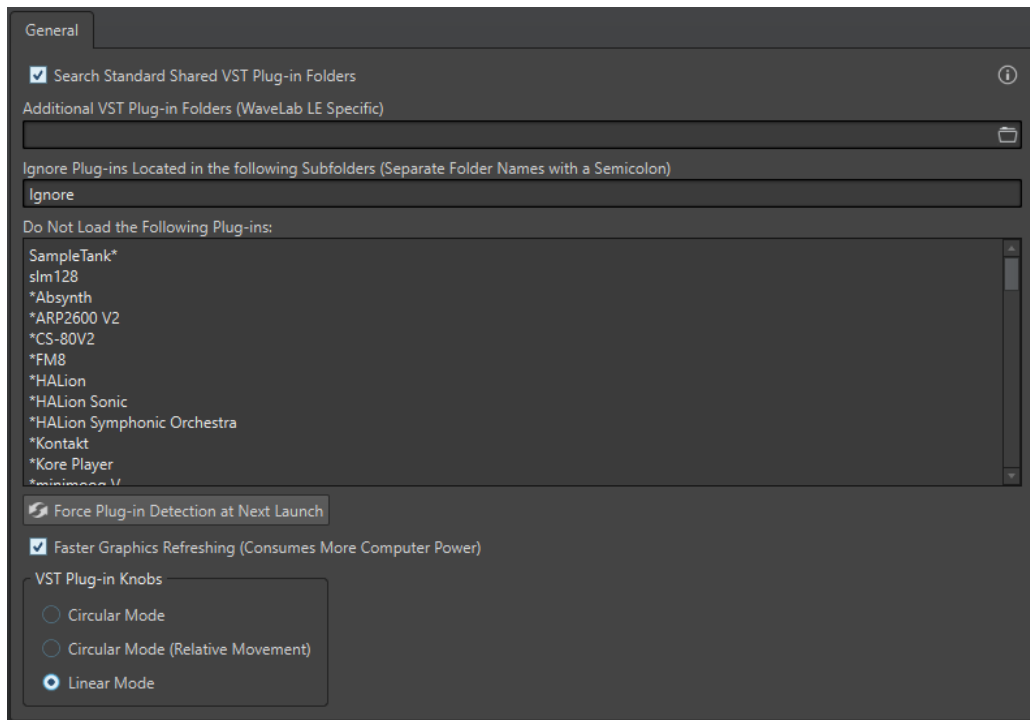 General
Search Standard Shared VST Plug-in Folders
Additional VST Plug-in Folders (WaveLab LE Specific)
Ignore Plug-ins Located in the following Subfolders (Separate Folder Names with a Semicolon)
Ignore
Do Not Load the Following Plug-ins:
SampleTank*
slm128
*Absynth
*ARP2600 V2
*CS-80V2
*FM8
*HALion
*HALion Sonic
*HALion Symphonic Orchestra
*Kontakt
*Kore Player
*minimoog V
Force Plug-in Detection at Next Launch
Faster Graphics Refreshing (Consumes More Computer Power)
VST Plug-in Knobs
Circular Mode
Circular Mode (Relative Movement)
Linear Mode